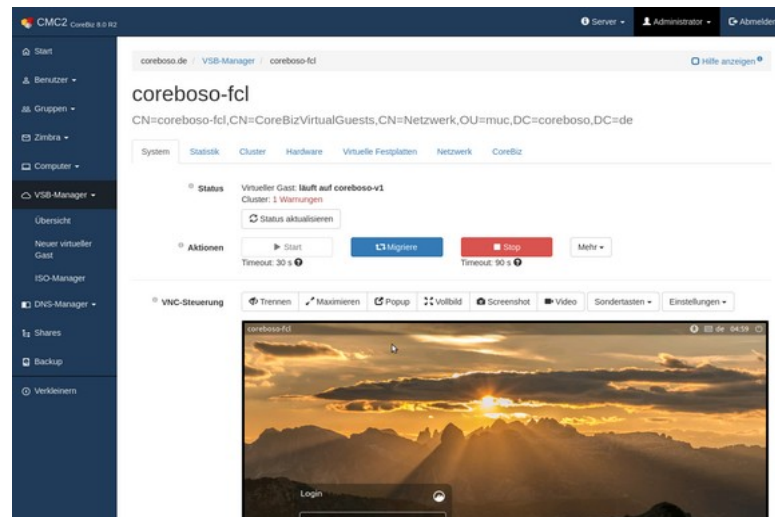 CMC2 CoreBiz 8.0 R2
Server
Administrator
Abmelden
Start
Benutzer
Gruppen
Zimbra
Computer
VSB-Manager
Übersicht
Neuer virtueller
Gast
ISO-Manager
DNS-Manager
Shares
Backup
Verkleinern
coreboso.de / VSB-Manager / coreboso-fcl
Hilfe anzeigen
coreboso-fcl
CN=coreboso-fcl,CN=CoreBizVirtualGuests,CN=Netzwerk,OU=muc,DC=coreboso,DC=de
System Statistik Cluster Hardware Virtuelle Festplatten Netzwerk CoreBiz
Status
Virtueller Gast: läuft auf coreboso-v1
Cluster: 1 Warnungen
Status aktualisieren
Aktionen
Start Migriere Stop Mehr
Timeout: 30 s Timeout: 90 s
VNC-Steuerung
Trennen Maximieren Popup Vollbild Screenshot Video Sondertasten Einstellungen
coreboso-fcl
de 04:59
Login